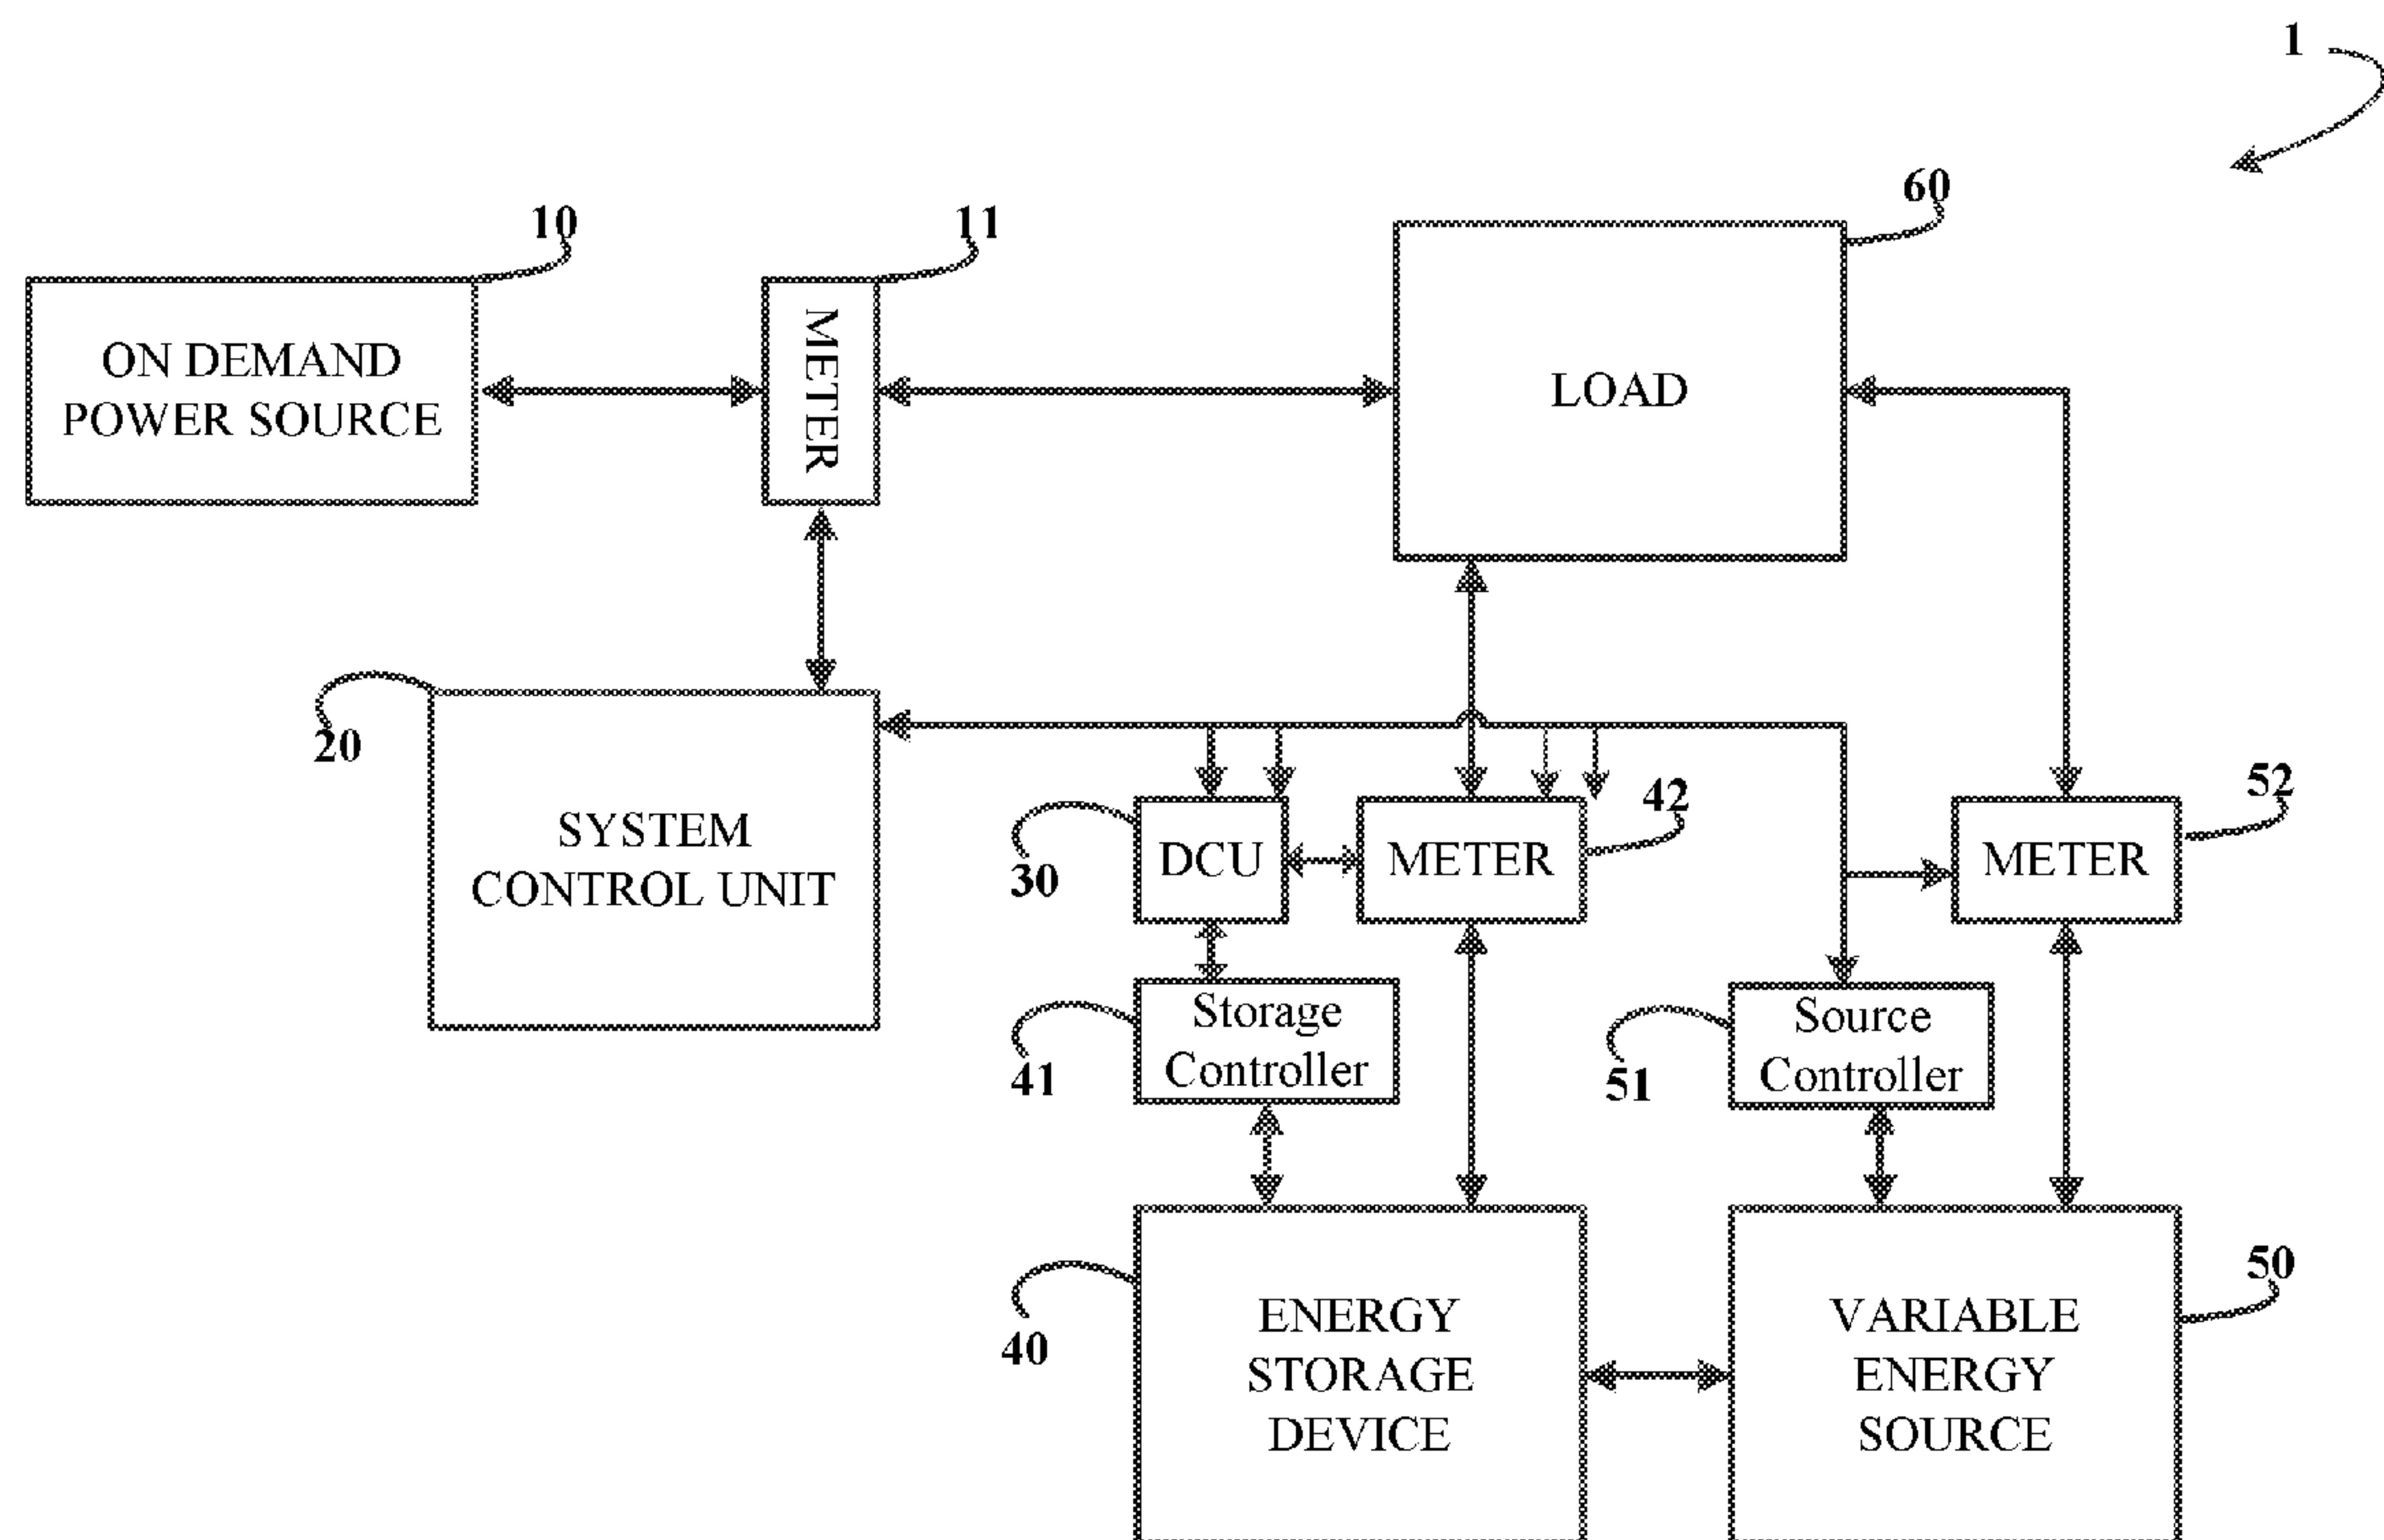 1
60
10
11
ON DEMAND
POWER SOURCE
METER
LOAD
20
SYSTEM
CONTROL UNIT
30
DCU
METER
42
METER
52
41
Storage
Controller
51
Source
Controller
40
ENERGY
STORAGE
DEVICE
VARIABLE
ENERGY
SOURCE
50